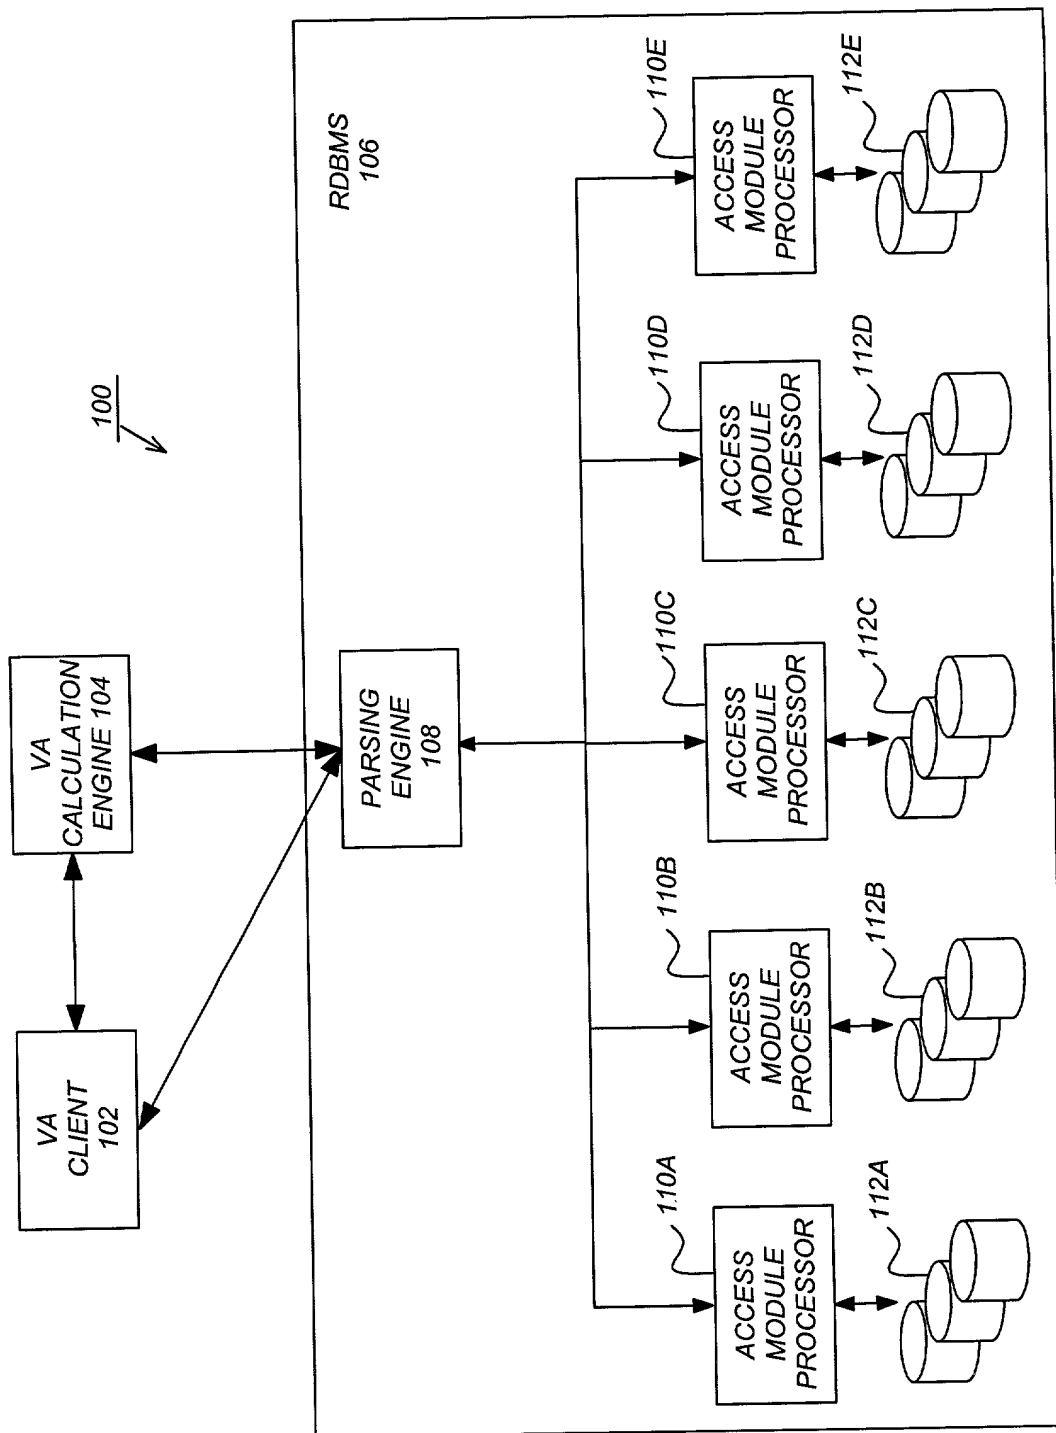 VA
CLIENT
102
VA
CALCULATION
ENGINE 104
100
PARSING
ENGINE
108
RDBMS
106
110A
110B
110C
110D
110E
ACCESS
MODULE
PROCESSOR
ACCESS
MODULE
PROCESSOR
ACCESS
MODULE
PROCESSOR
ACCESS
MODULE
PROCESSOR
ACCESS
MODULE
PROCESSOR
112A
112B
112C
112D
112E